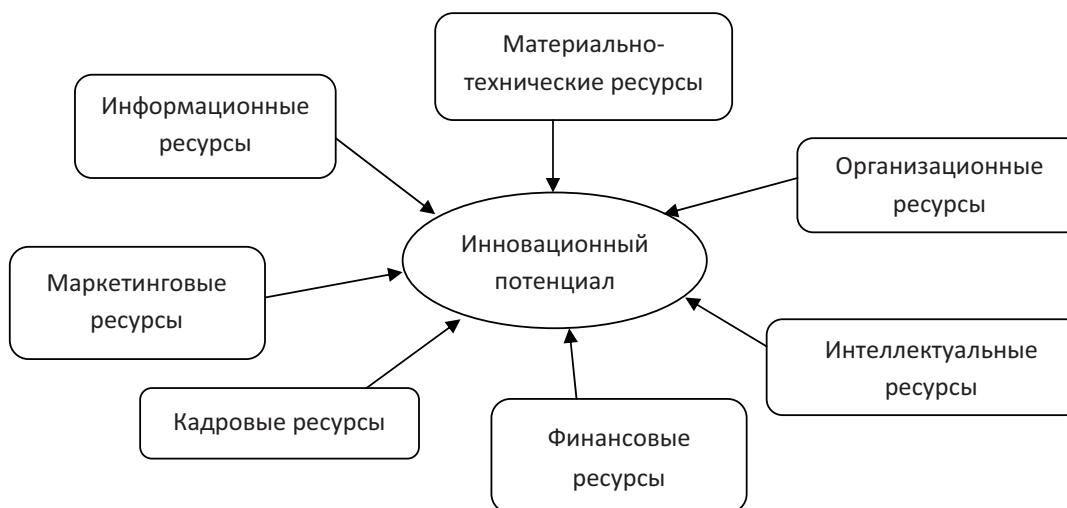 Материально-
технические ресурсы
Информационные
ресурсы
Организационные
ресурсы
Инновационный
потенциал
Маркетинговые
ресурсы
Интеллектуальные
ресурсы
Кадровые ресурсы
Финансовые
ресурсы